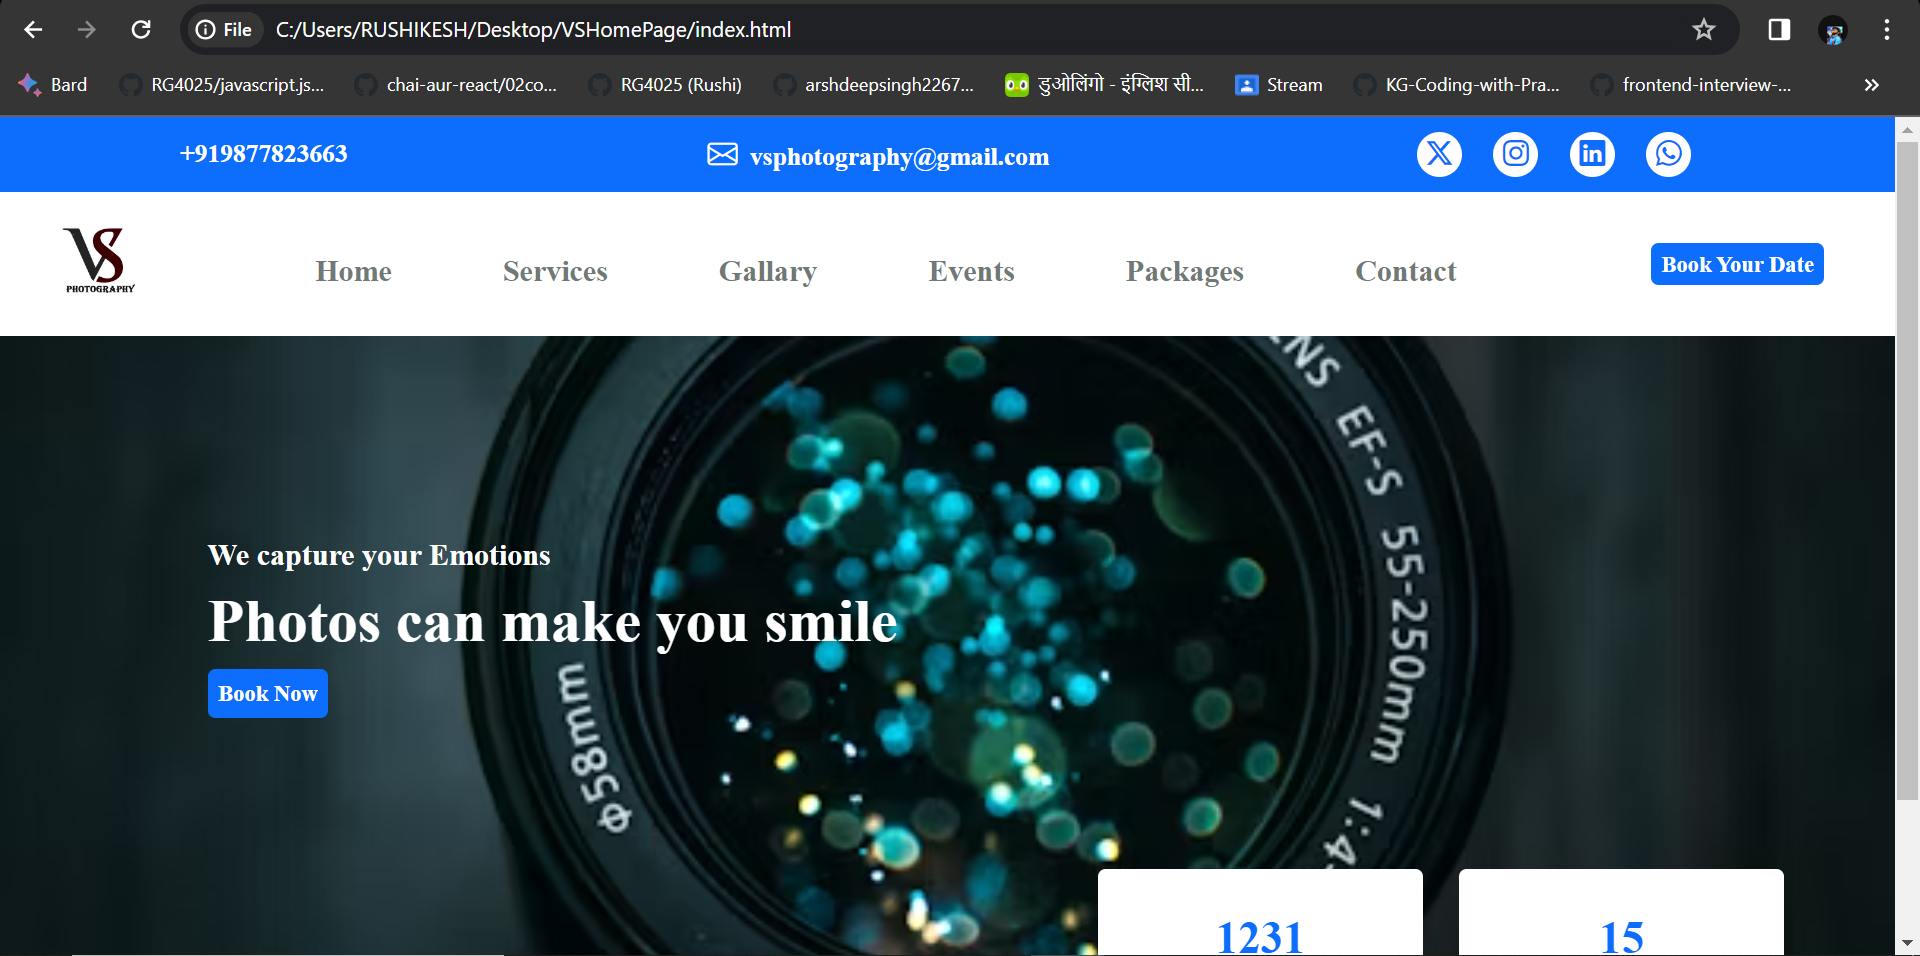 File C:/Users/RUSHIKESH/Desktop/VSHomePage/index.html
Bard RG4025/javascript.js... chai-aur-react/02co... RG4025 (Rushi) arshdeepsingh2267... डुओलिंगो - इंग्लिश सी... Stream KG-Coding-with-Pra... frontend-interview-...
+919877823663 vsphotography@gmail.com
VS
PHOTOGRAPHY
Home Services Gallary Events Packages Contact Book Your Date
ENS EF-S 55-250mm 1:4-
We capture your Emotions
Photos can make you smile
Book Now
ϕ58mm
1231 15